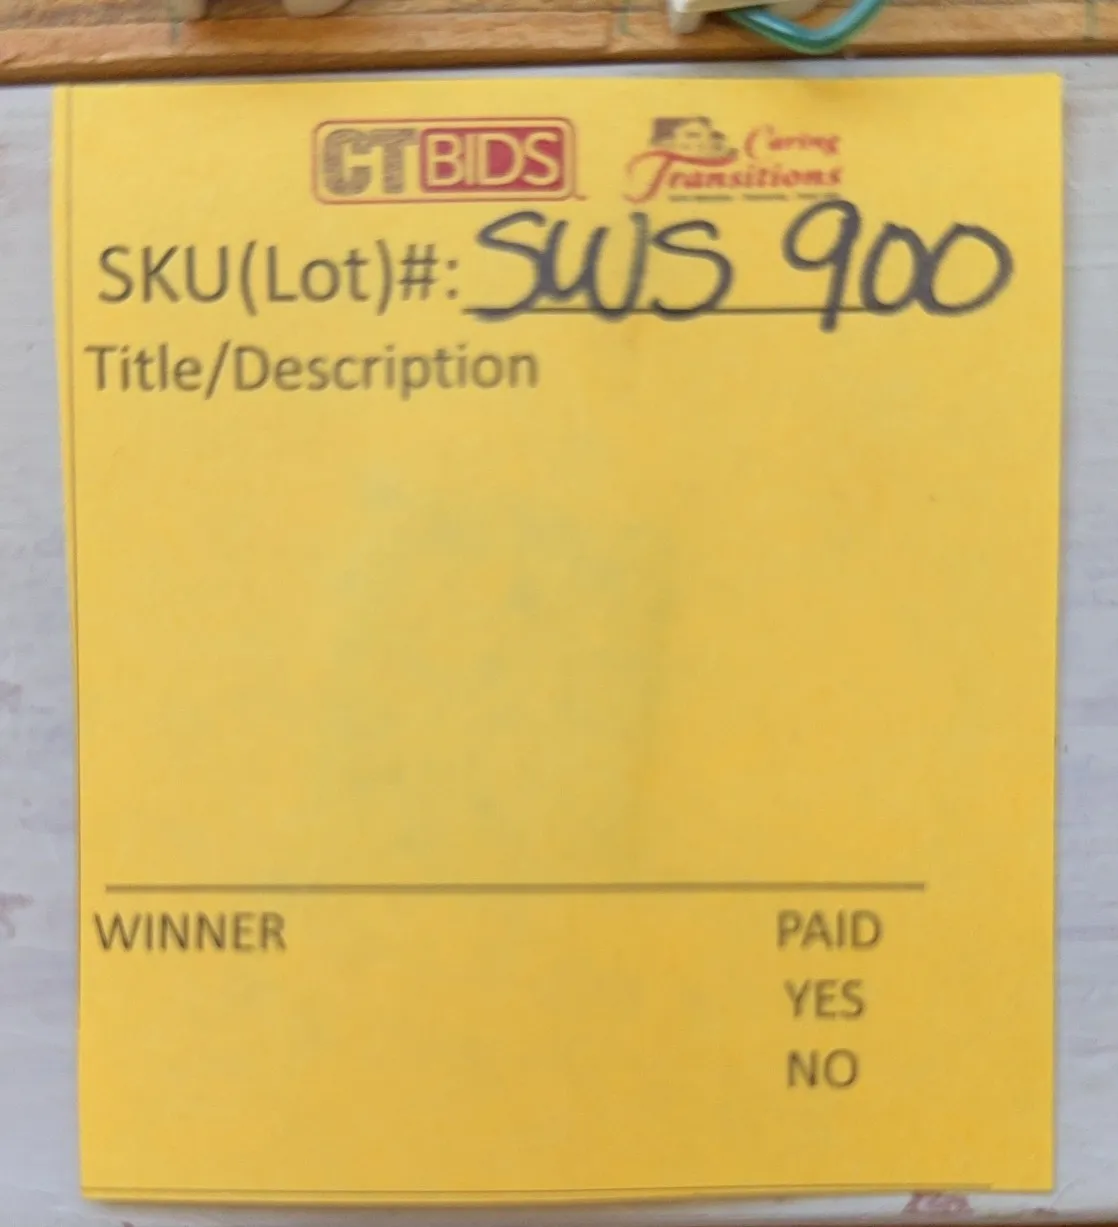 CTBIDS Caring Transitions
SKU(Lot)#: SWS 900
Title/Description
WINNER PAID
YES
NO